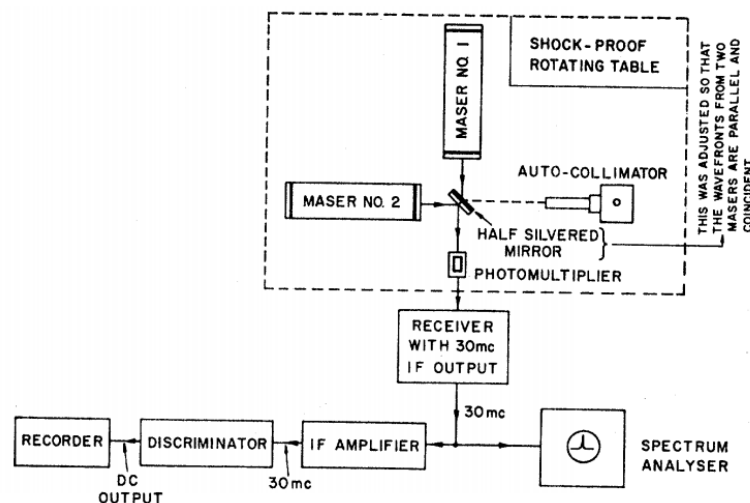 SHOCK-PROOF
ROTATING TABLE
MASER NO. 1
THIS WAS ADJUSTED SO THAT
THE WAVEFRONTS FROM TWO
MASERS ARE PARALLEL AND
COINCIDENT
AUTO-COLLIMATOR
MASER NO. 2
HALF SILVERED
MIRROR
PHOTOMULTIPLIER
RECEIVER
WITH 30mc
IF OUTPUT
30mc
RECORDER
DISCRIMINATOR
IF AMPLIFIER
SPECTRUM
ANALYSER
DC
OUTPUT
30mc